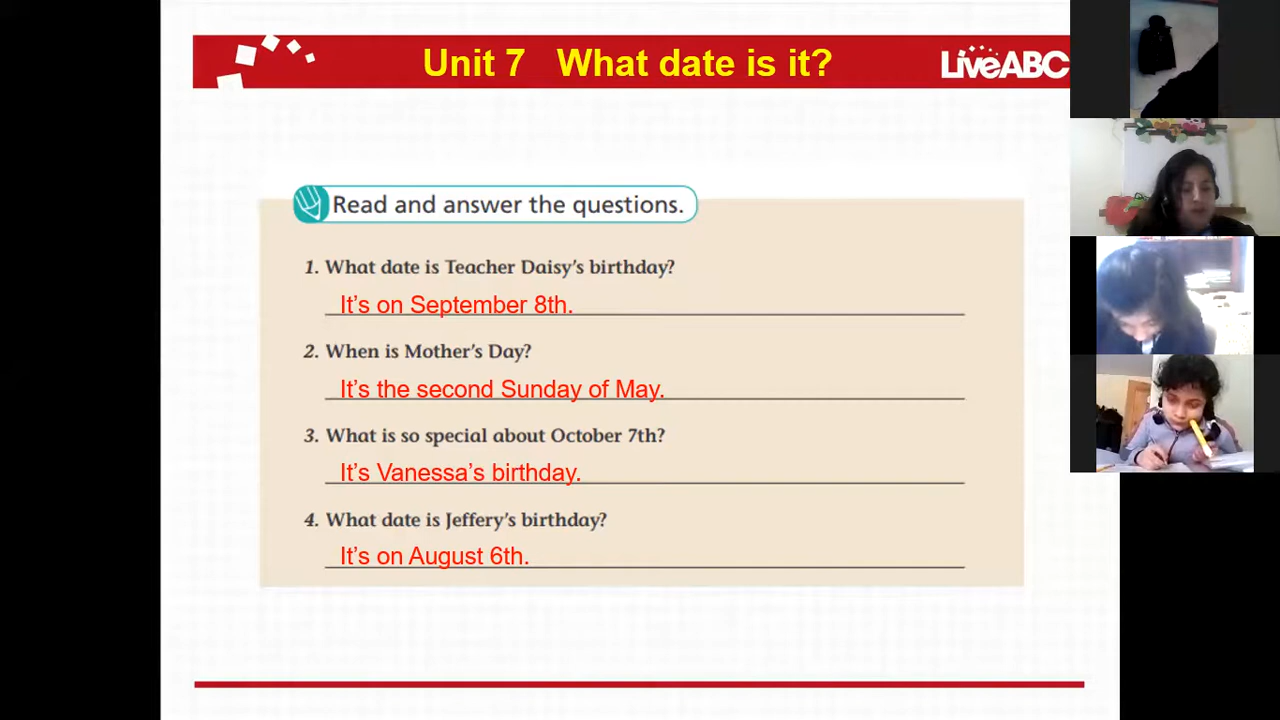 Unit 7 What date is it?
LiveABC
Read and answer the questions.
1. What date is Teacher Daisy's birthday?
It's on September 8th.
2. When is Mother's Day?
It's the second Sunday of May.
3. What is so special about October 7th?
It's Vanessa's birthday.
4. What date is Jeffery's birthday?
It's on August 6th.